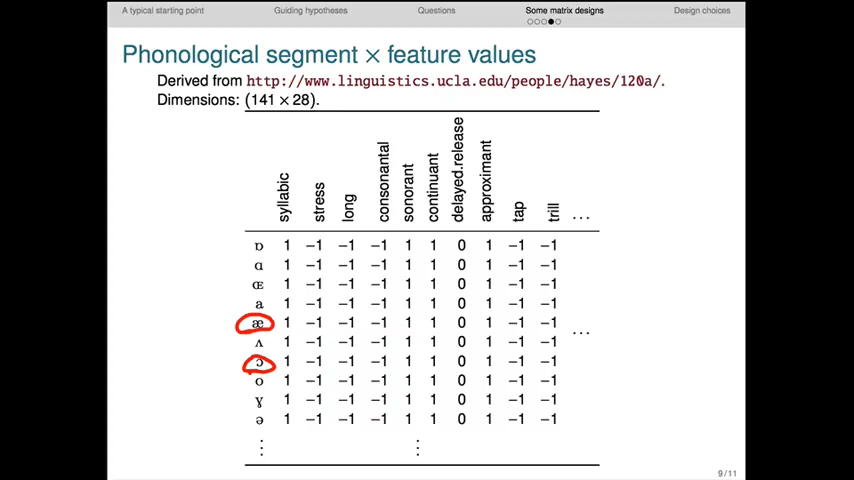 A typical starting point Guiding hypotheses Questions Some matrix designs Design choices
Phonological segment × feature values
Derived from http://www.linguistics.ucla.edu/people/hayes/120a/.
Dimensions: (141 × 28).
syllabic stress long consonantal sonorant continuant delayed.release approximant tap trill ...
ɒ 1 −1 −1 −1 1 1 0 1 −1 −1
ɑ 1 −1 −1 −1 1 1 0 1 −1 −1
ɶ 1 −1 −1 −1 1 1 0 1 −1 −1
a 1 −1 −1 −1 1 1 0 1 −1 −1
æ 1 −1 −1 −1 1 1 0 1 −1 −1 ...
ʌ 1 −1 −1 −1 1 1 0 1 −1 −1
ɔ 1 −1 −1 −1 1 1 0 1 −1 −1
o 1 −1 −1 −1 1 1 0 1 −1 −1
ɤ 1 −1 −1 −1 1 1 0 1 −1 −1
ə 1 −1 −1 −1 1 1 0 1 −1 −1
⋮ ⋮
9 / 11